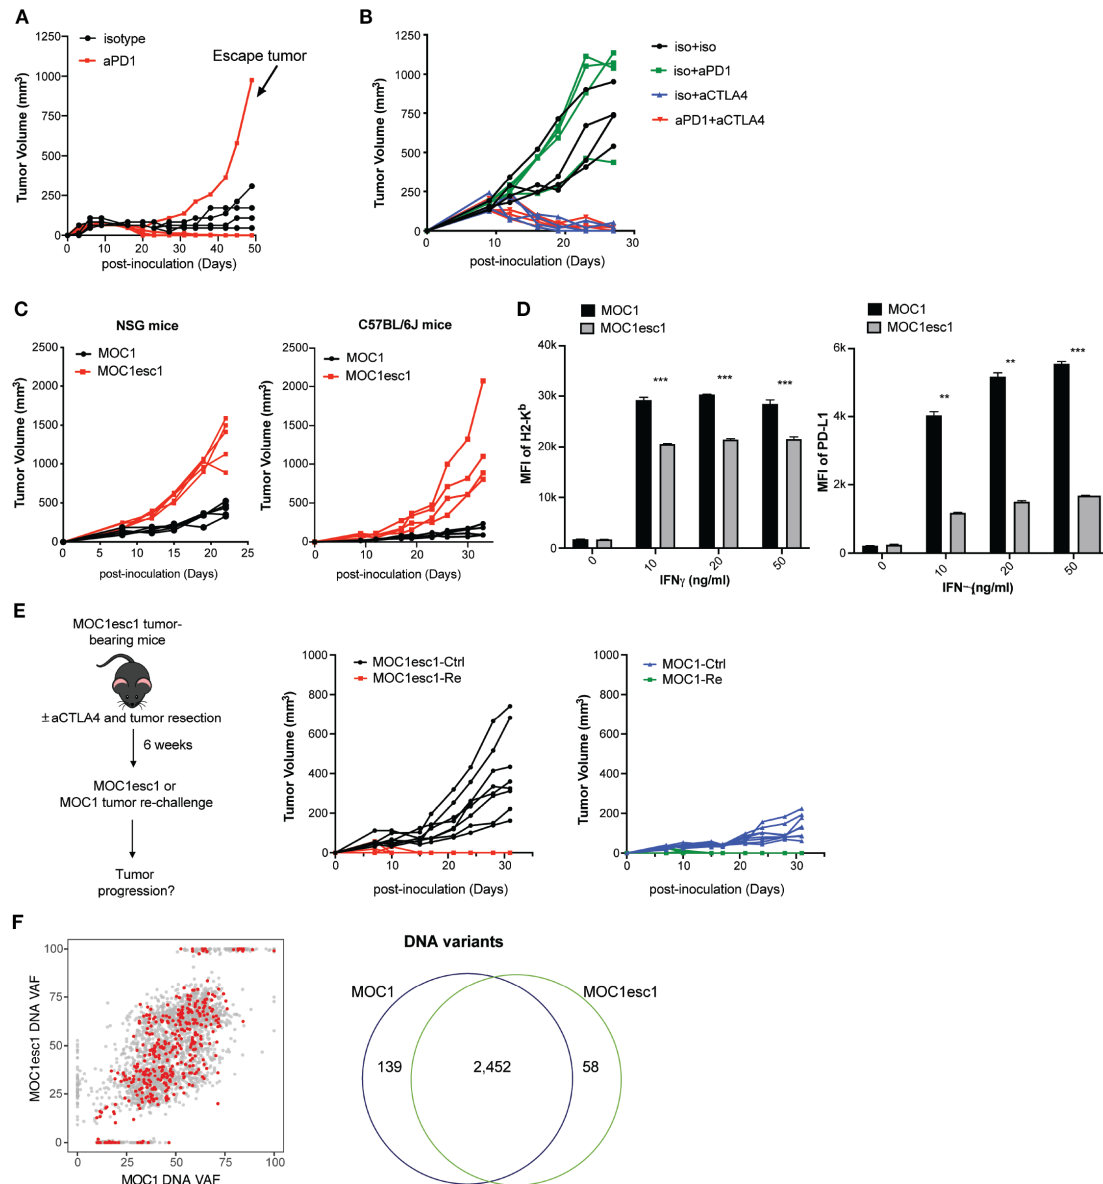 A
1250
1000
750
500
250
0
Tumor Volume (mm3)
isotype
aPD1
Escape tumor
0 10 20 30 40 50
post-inoculation (Days)
B
1250
1000
750
500
250
0
Tumor Volume (mm3)
0 10 20 30
post-inoculation (Days)
iso+iso
iso+aPD1
iso+aCTLA4
aPD1+aCTLA4
C
NSG mice
2500
2000
1500
1000
500
0
Tumor Volume (mm3)
MOC1
MOC1esc1
0 5 10 15 20 25
post-inoculation (Days)
C57BL/6J mice
2500
2000
1500
1000
500
0
Tumor Volume (mm3)
MOC1
MOC1esc1
0 10 20 30
post-inoculation (Days)
D
MOC1
MOC1esc1
40k
30k
20k
10k
0
MFI of H2-Kb
*** *** ***
0 10 20 50
IFNγ (ng/ml)
MOC1
MOC1esc1
6k
4k
2k
0
MFI of PD-L1
** ** ***
0 10 20 50
IFN–(ng/ml)
E
MOC1esc1 tumor-
bearing mice
±aCTLA4 and tumor resection
6 weeks
MOC1esc1 or
MOC1 tumor re-challenge
Tumor
progression?
1000
800
600
400
200
0
Tumor Volume (mm3)
MOC1esc1-Ctrl
MOC1esc1-Re
0 10 20 30
post-inoculation (Days)
1000
800
600
400
200
0
Tumor Volume (mm3)
MOC1-Ctrl
MOC1-Re
0 10 20 30
post-inoculation (Days)
F
100
75
50
25
0
MOC1esc1 DNA VAF
0 25 50 75 100
MOC1 DNA VAF
DNA variants
MOC1
MOC1esc1
139
2,452
58